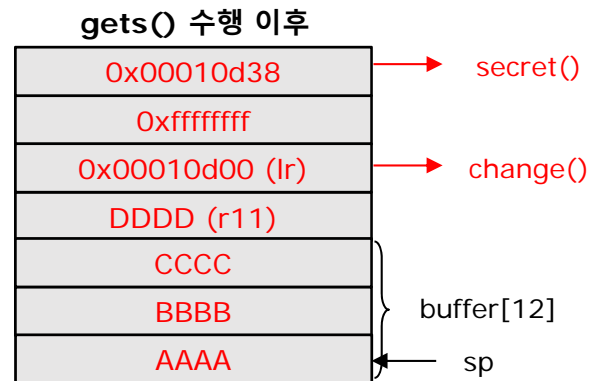 gets() 수행 이후
0x00010d38
secret()
0xffffffff
0x00010d00 (lr)
change()
DDDD (r11)
CCCC
BBBB
buffer[12]
AAAA
sp